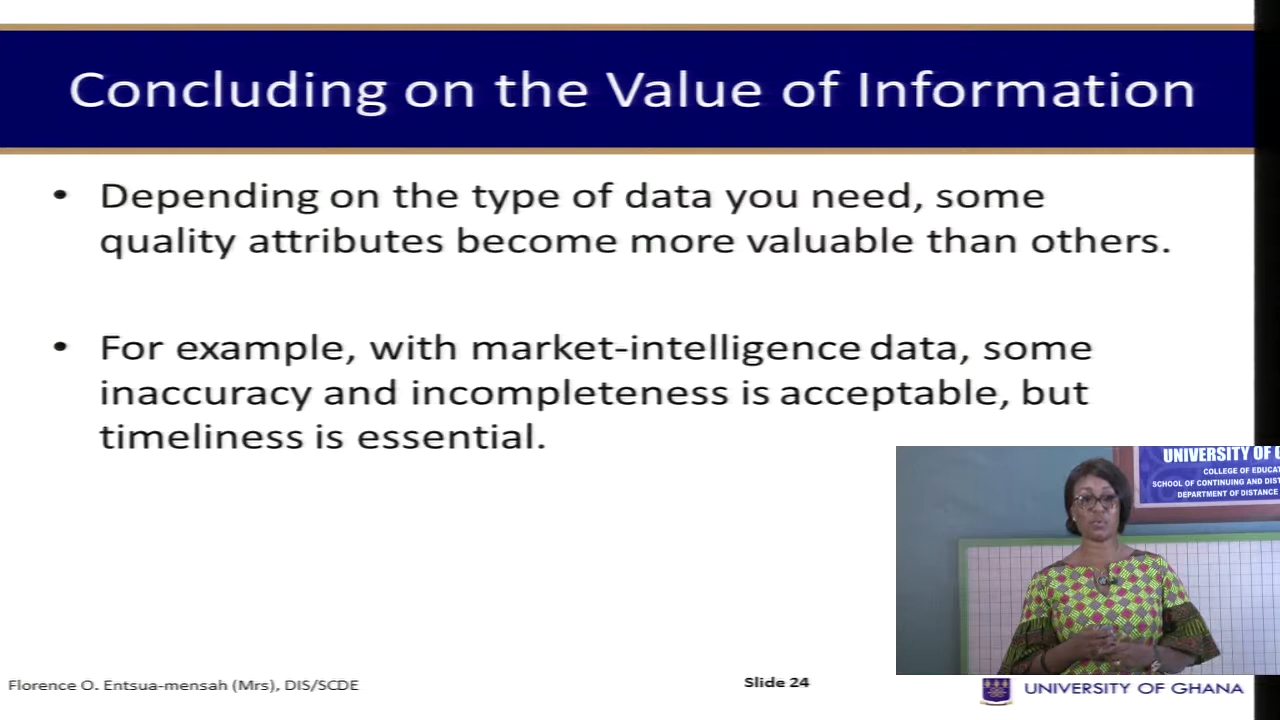 Concluding on the Value of Information
• Depending on the type of data you need, some
quality attributes become more valuable than others.
• For example, with market-intelligence data, some
inaccuracy and incompleteness is acceptable, but
timeliness is essential.
UNIVERSITY OF
COLLEGE OF
SCHOOL OF CONTINUING AND
DEPARTMENT OF DISTANCE
Florence O. Entsua-mensah (Mrs), DIS/SCDE
Slide 24
UNIVERSITY OF GHANA